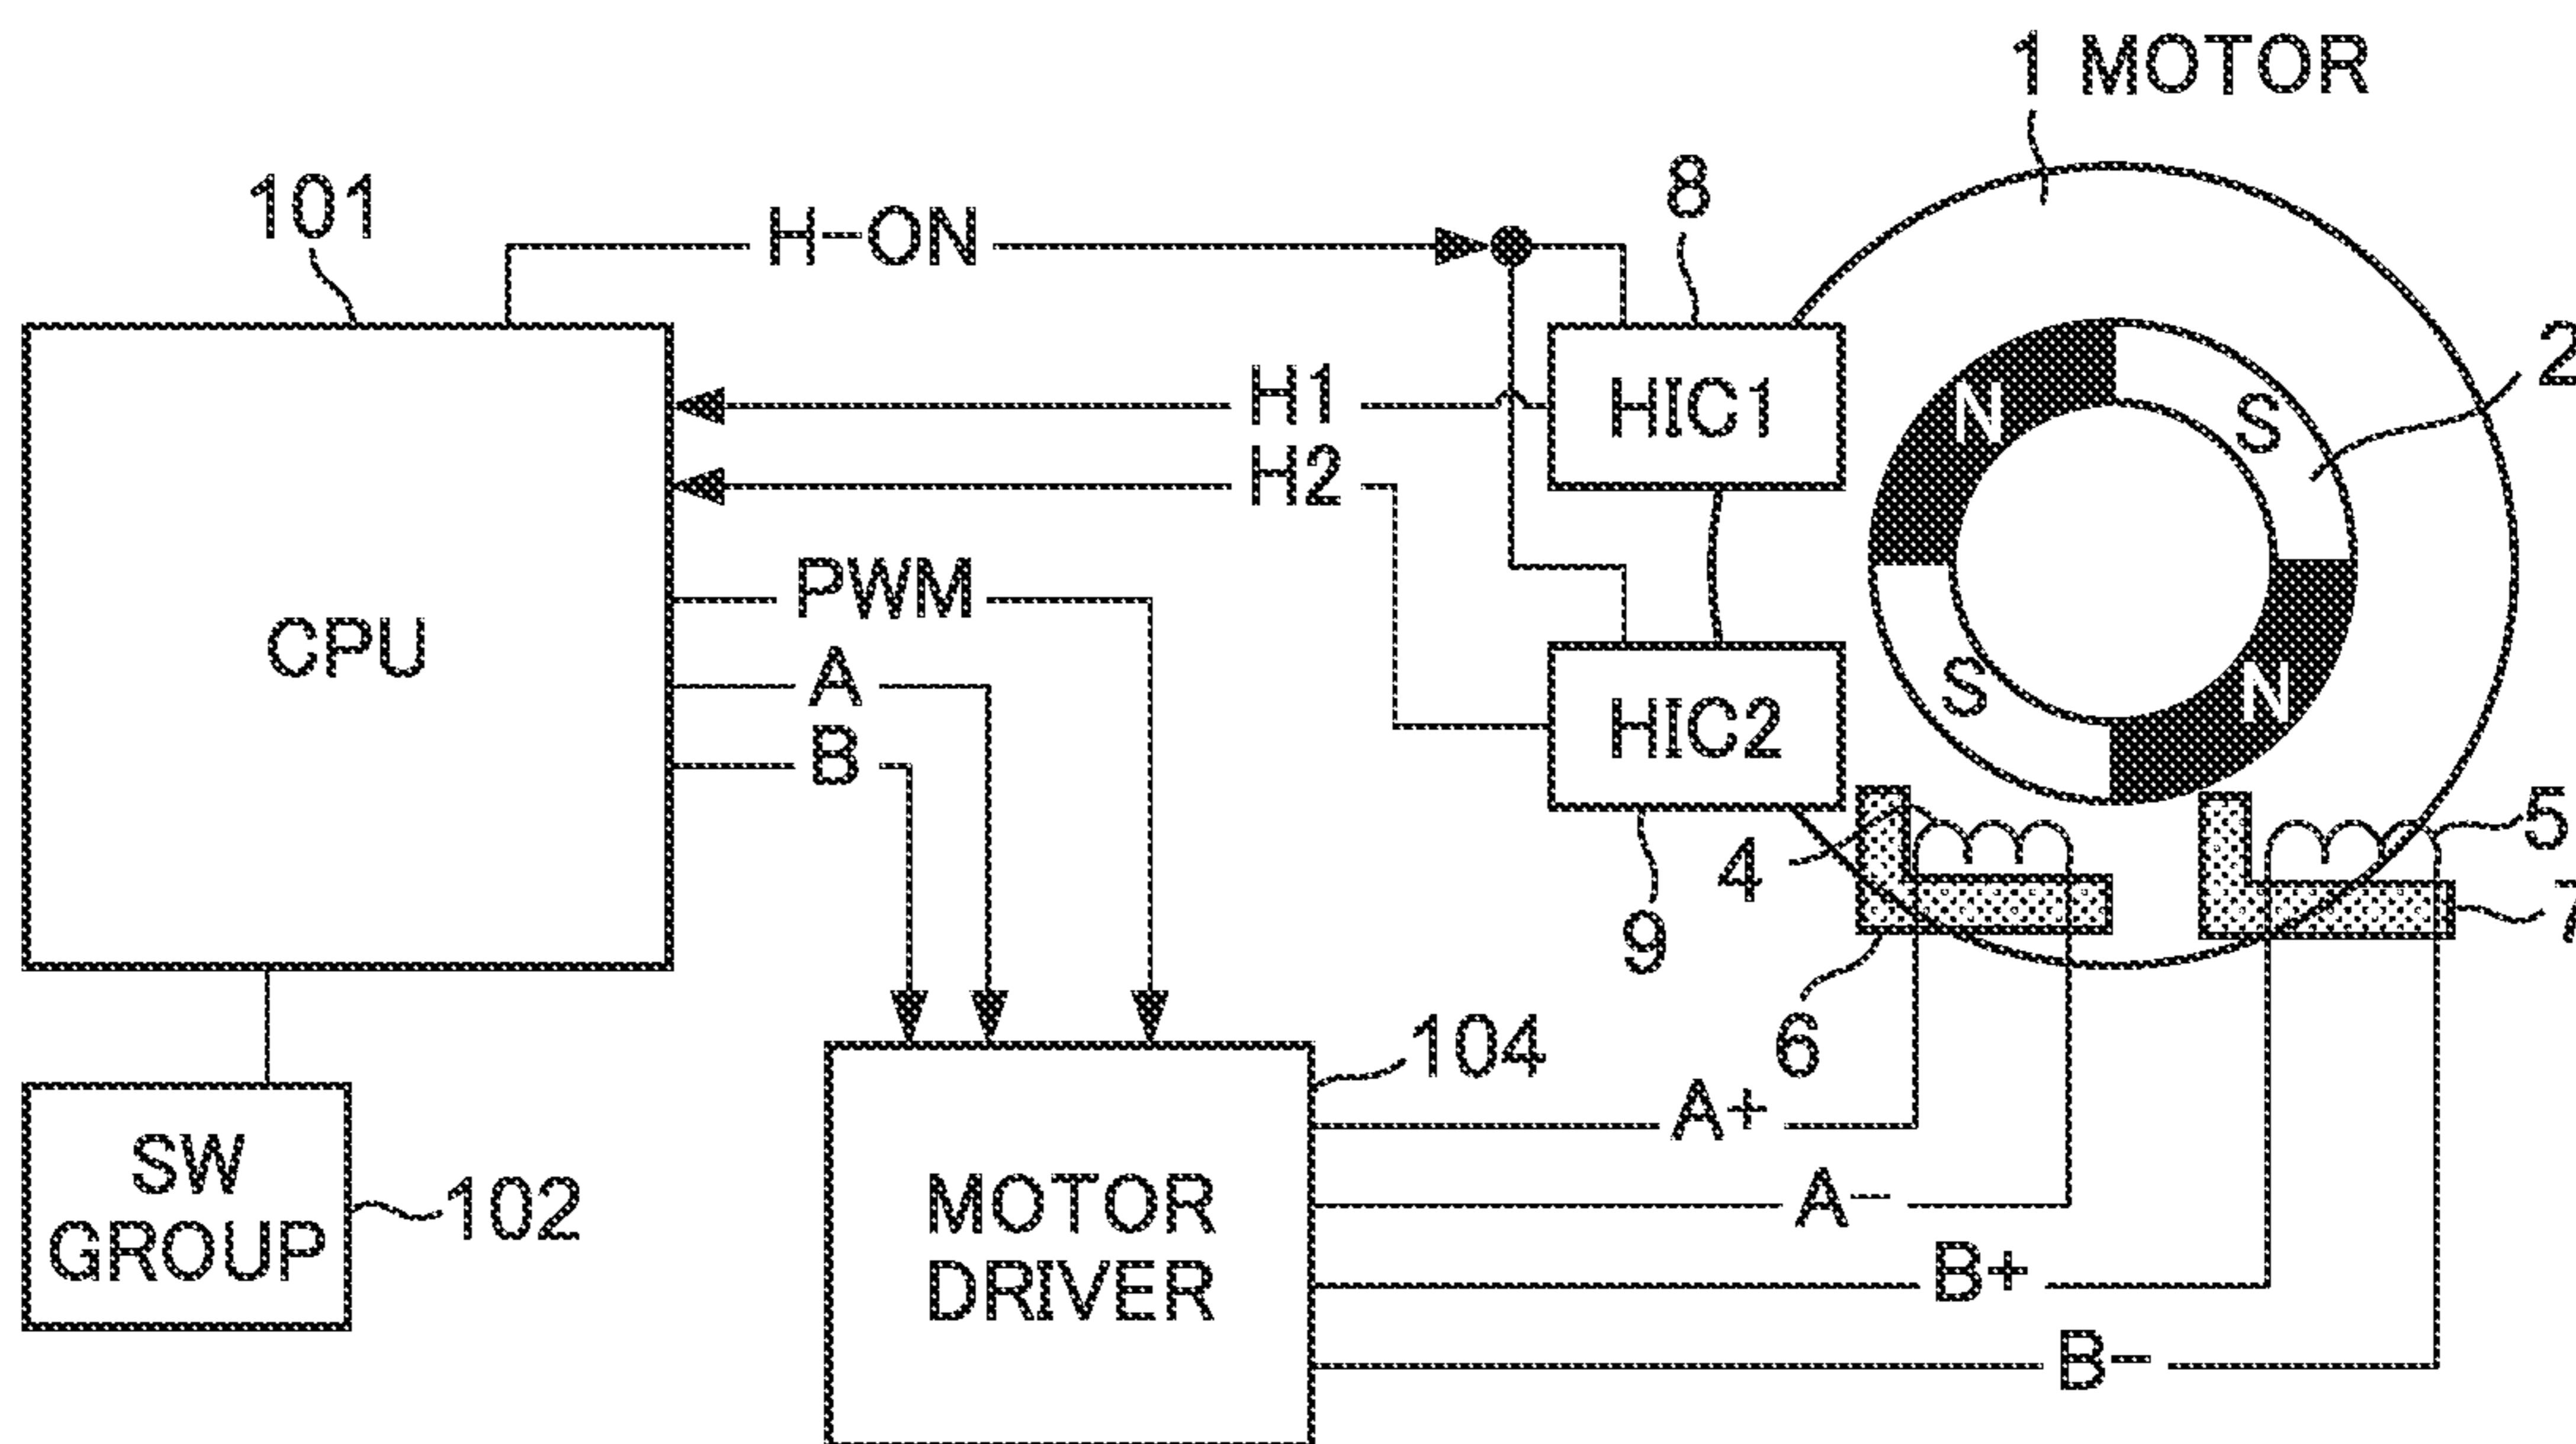 1 MOTOR
101
H-ON
8
2
H1
HIC1
N
S
H2
PWM
CPU
A
S
N
B
HIC2
4
5
9
7
6
104
A+
SW
GROUP
102
MOTOR
DRIVER
A-
B+
B-